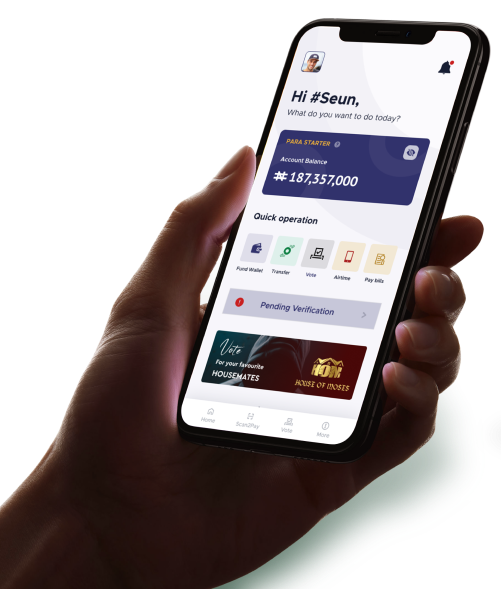 Hi #Seun,
What do you want to do today?
PARA STARTER
Account Balance
₦ 187,357,000
Quick operation
Fund Wallet
Transfer
Vote
Airtime
Pay bills
Pending Verification
Vote
For your favourite
HOUSEMATES
HOM
HOUSE OF MOSES
Home
Scan2Pay
Vote
More